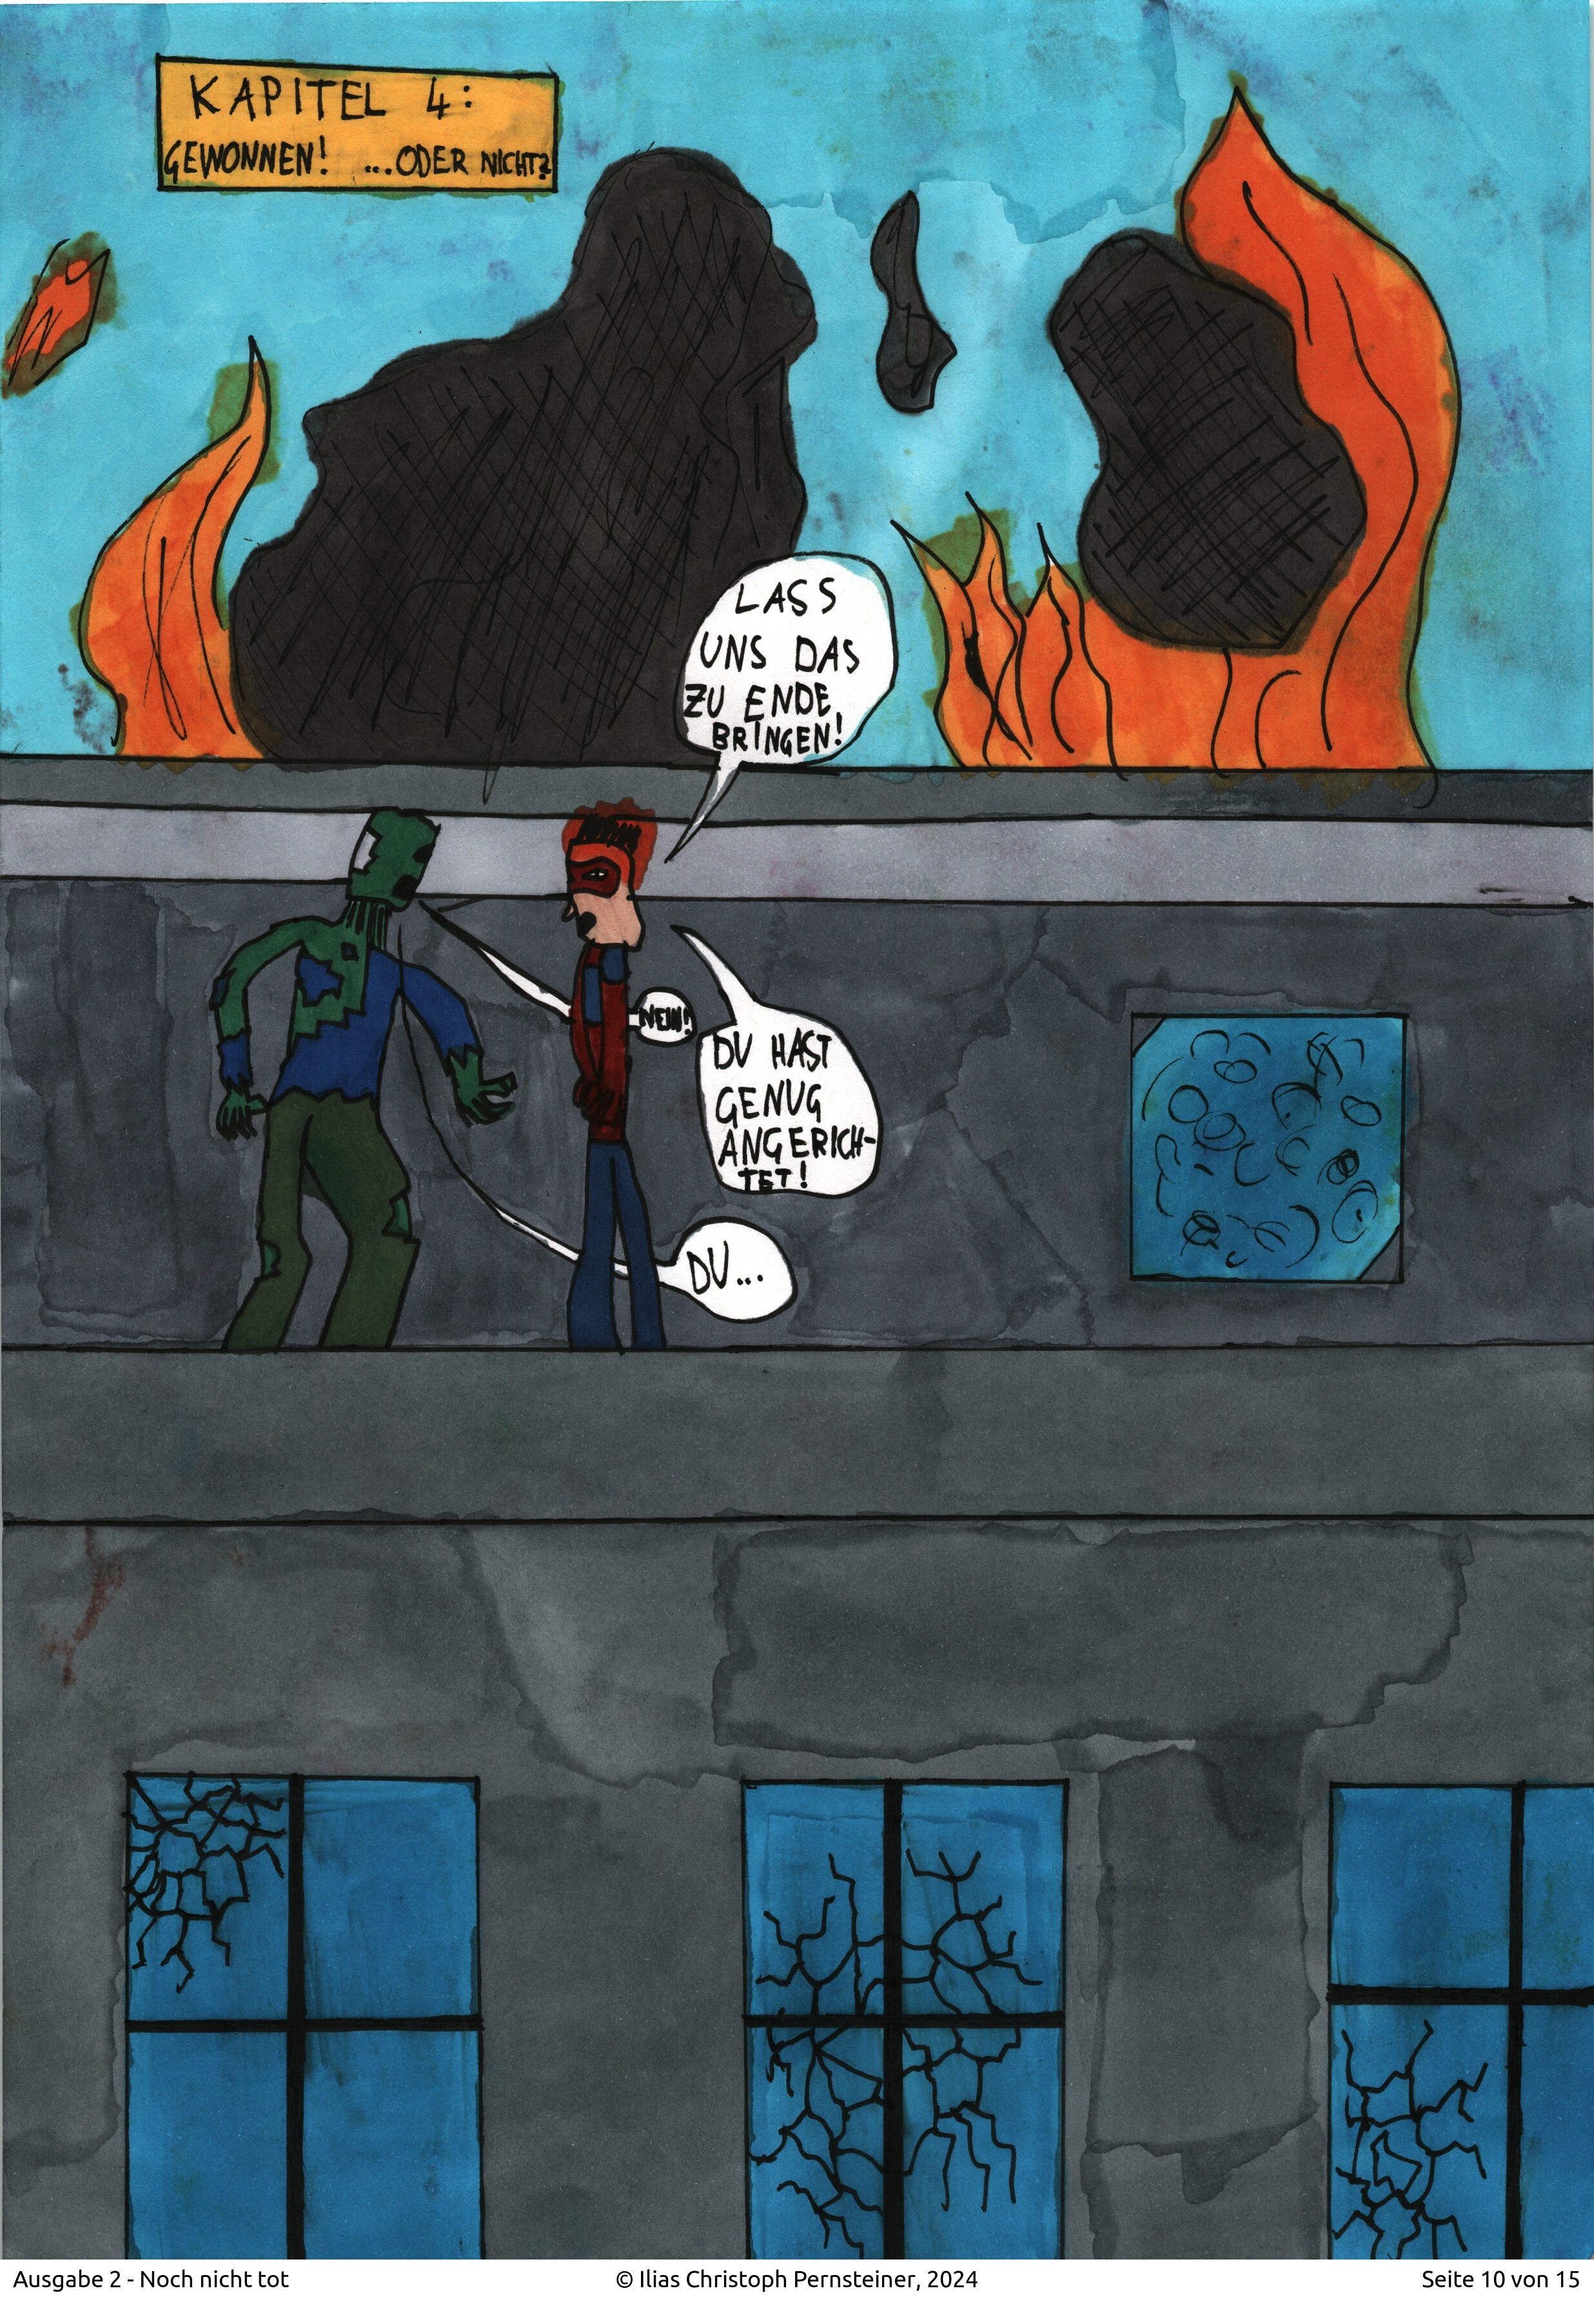 KAPITEL 4:
GEWONNEN! ...ODER NICHT?
LASS
UNS DAS
ZU ENDE
BRINGEN!
NEIN!
DU HAST
GENUG
ANGERICH-
TET!
DU...
Ausgabe 2 - Noch nicht tot
© Ilias Christoph Pernsteiner, 2024
Seite 10 von 15